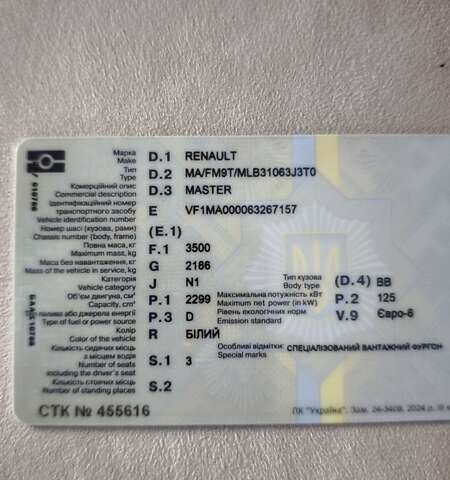 Марка D.1 RENAULT
Make
Тип D.2 MA/FM9T/MLB31063J3T0
Type
Комерційний опис D.3 MASTER
Commercial description
Ідентифікаційний номер
транспортного засобу E VF1MA000063267157
Vehicle identification number
Номер шасі (кузова, рами) (E.1)
Chassis number (body, frame)
Повна маса, кг F.1 3500
Maximum mass, kg
Маса без навантаження, кг G 2186
Mass of the vehicle in service, kg
Категорія J N1 Тип кузова (D.4) BB
Vehicle category Body type
Об'єм двигуна, см³ P.1 2299 Максимальна потужність кВт P.2 125
Capacity, cm³ Maximum net power (in kW)
Тип пального або джерела енергії P.3 D Рівень екологічних норм V.9 Євро-6
Type of fuel or power source Emission standard
Колір R БІЛИЙ
Color of the vehicle
Кількість сидячих місць Особливі відмітки: СПЕЦІАЛІЗОВАНИЙ ВАНТАЖНИЙ ФУРГОН
з місцем водія S.1 3 Special marks
Number of seats
including the driver's seat
Кількість стоячих місць S.2
Number of standing places
СТК № 455616
ПК "Україна". Зам. 24-3409. 2024 р. III